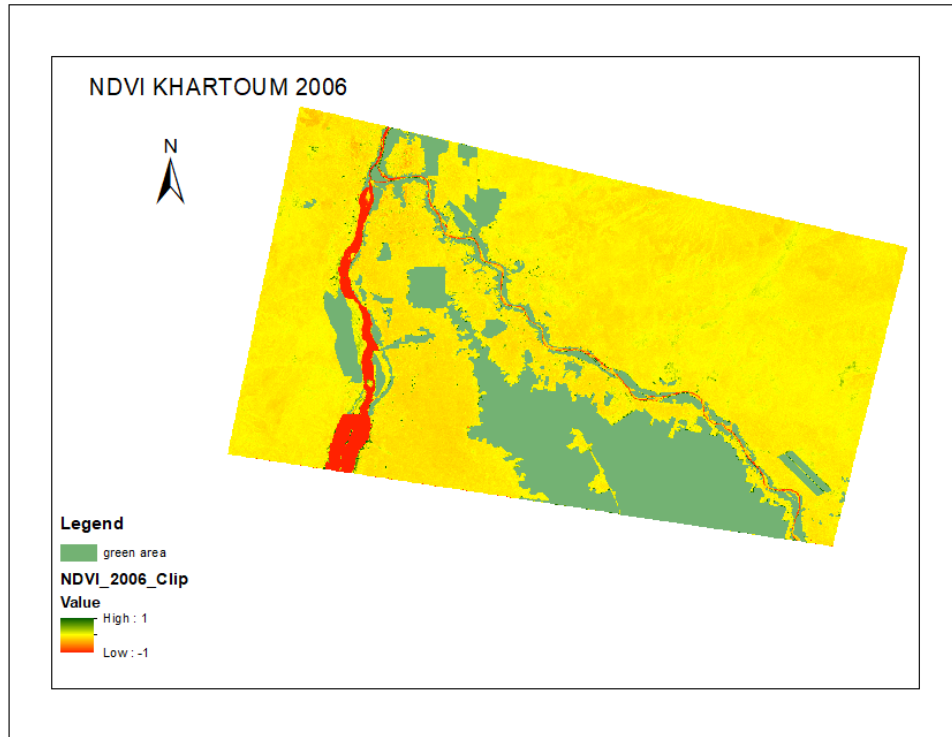 NDVI KHARTOUM 2006
N
Legend
green area
NDVI_2006_Clip
Value
High : 1
Low : -1